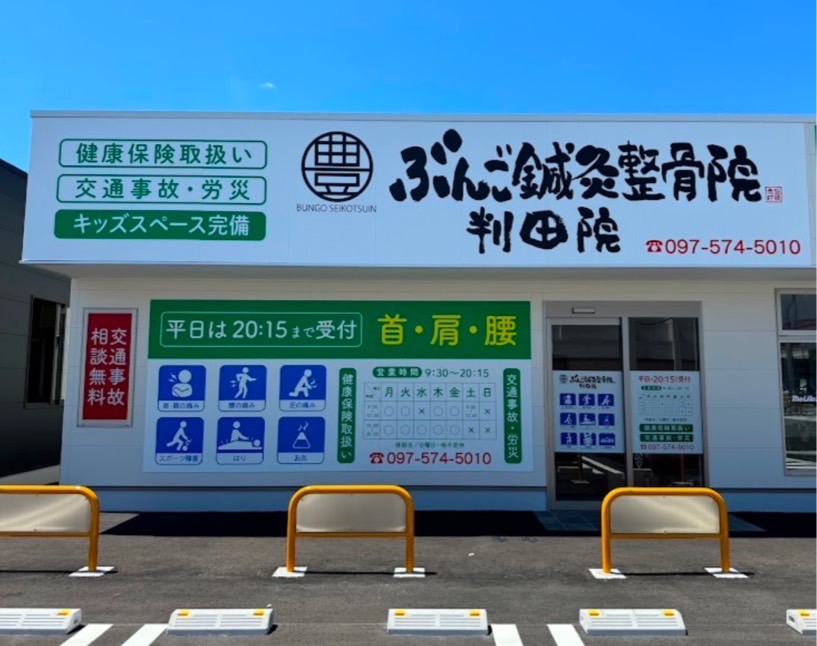 健康保険取扱い
交通事故・労災
キッズスペース完備
豊
BUNGO SEIKOTSUIN
ぶんご鍼灸整骨院
判田院
☎097-574-5010
交通事故
相談無料
平日は20:15まで受付
首・肩・腰
首・肩の痛み
腰の痛み
足の痛み
スポーツ障害
はり
お灸
健康保険取扱い
営業時間 9:30〜20:15
月 火 水 木 金 土 日
○ ○ × ○ ○ ○ ×
○ ○ ○ ○ ○ × ×
☎097-574-5010
交通事故・労災
ぶんご鍼灸整骨院
平日は20:15まで受付
健康保険取扱い
交通事故・労災
☎097-574-5010